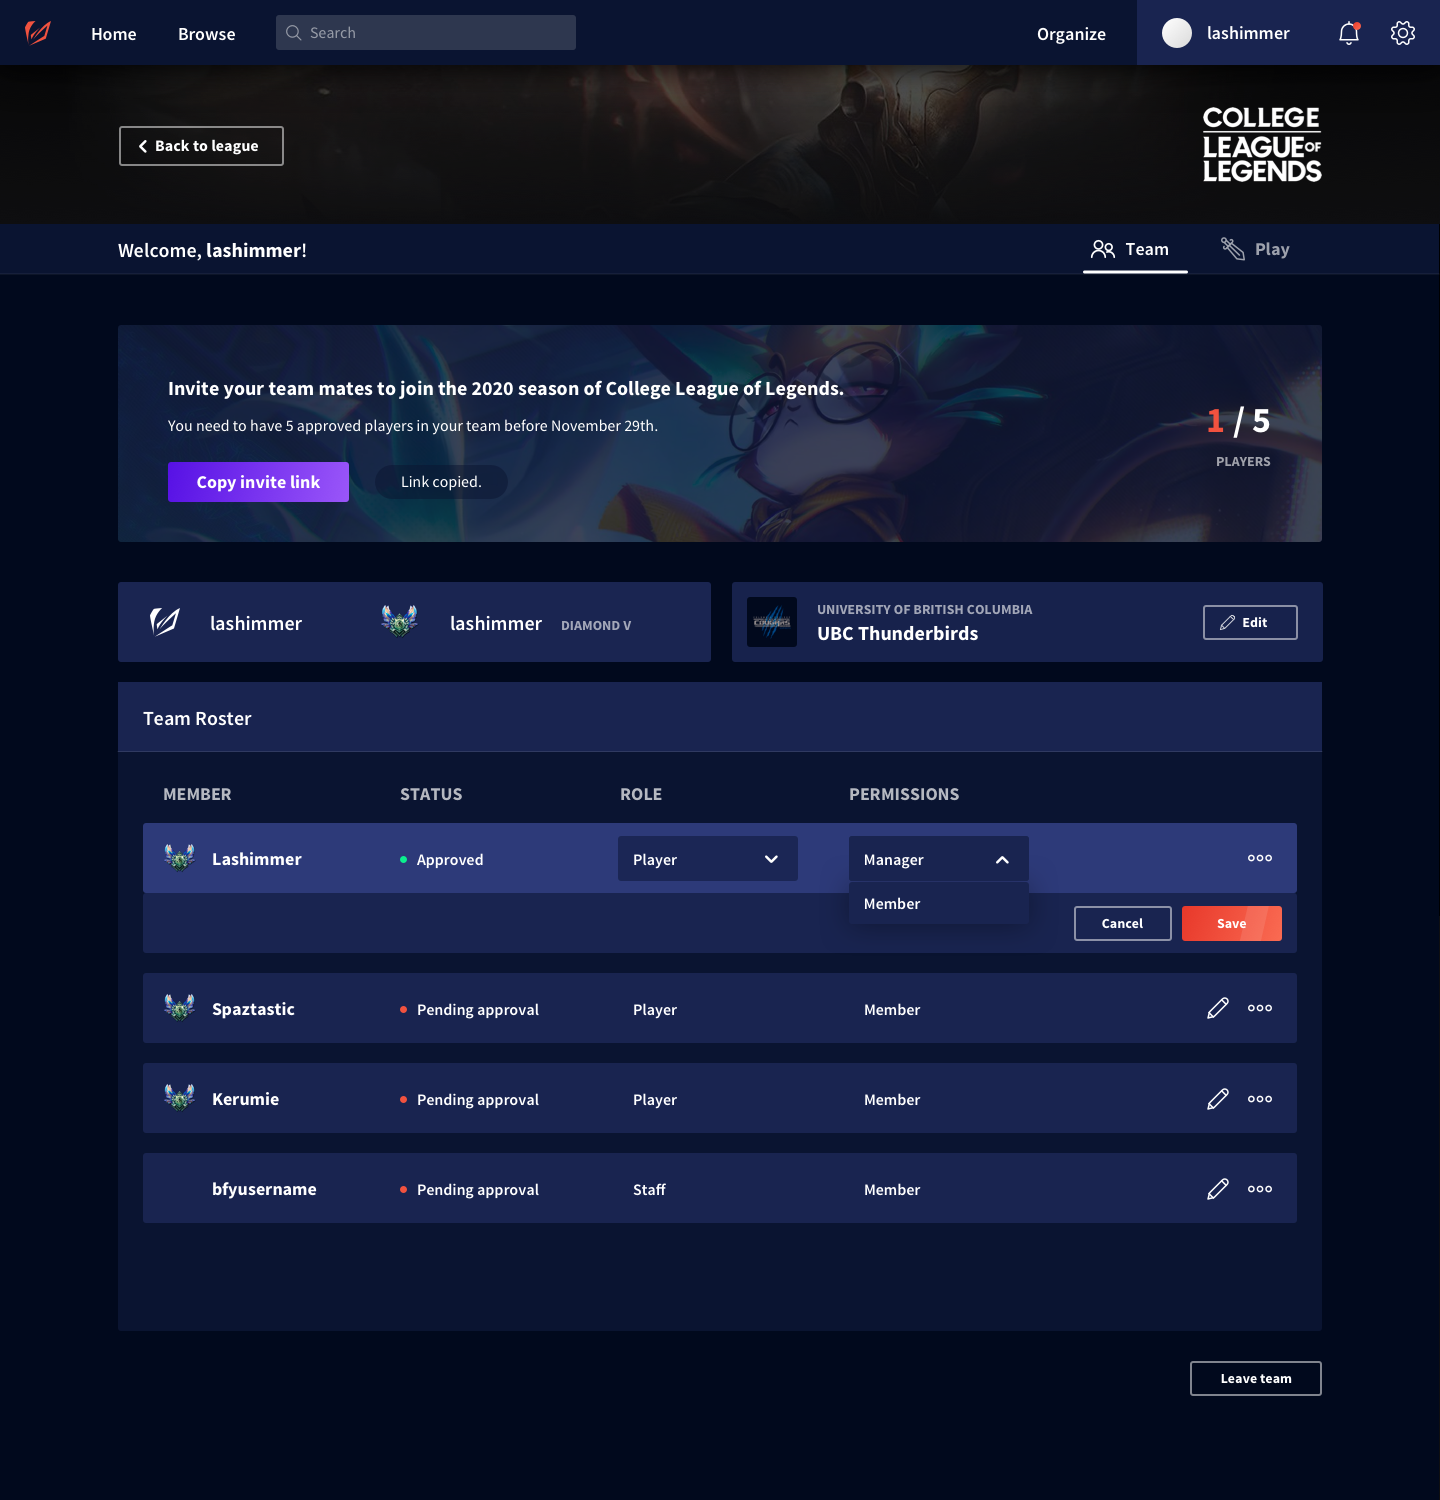 Home
Browse
Search
Organize
lashimmer
Back to league
COLLEGE
LEAGUE OF
LEGENDS
Welcome, lashimmer!
Team
Play
Invite your team mates to join the 2020 season of College League of Legends.
You need to have 5 approved players in your team before November 29th.
1 / 5
PLAYERS
Copy invite link
Link copied.
lashimmer
lashimmer DIAMOND V
COUGARS
UNIVERSITY OF BRITISH COLUMBIA
UBC Thunderbirds
Edit
Team Roster
MEMBER STATUS ROLE PERMISSIONS
Lashimmer Approved Player Manager
Member
Cancel Save
Spaztastic Pending approval Player Member
Kerumie Pending approval Player Member
bfyusername Pending approval Staff Member
Leave team